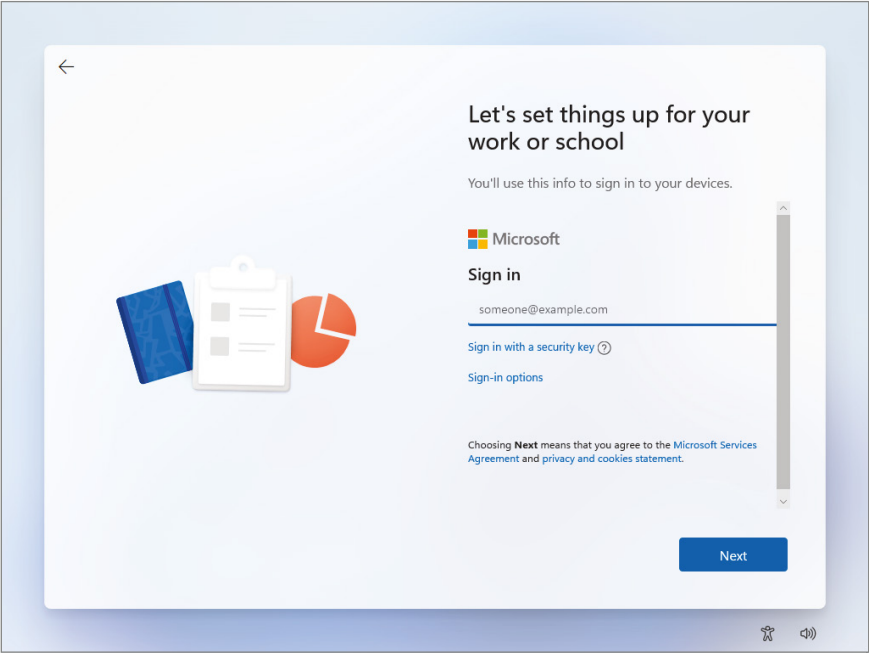 Let's set things up for your
work or school
You'll use this info to sign in to your devices.
Microsoft
Sign in
someone@example.com
Sign in with a security key ?
Sign-in options
Choosing Next means that you agree to the Microsoft Services
Agreement and privacy and cookies statement.
Next